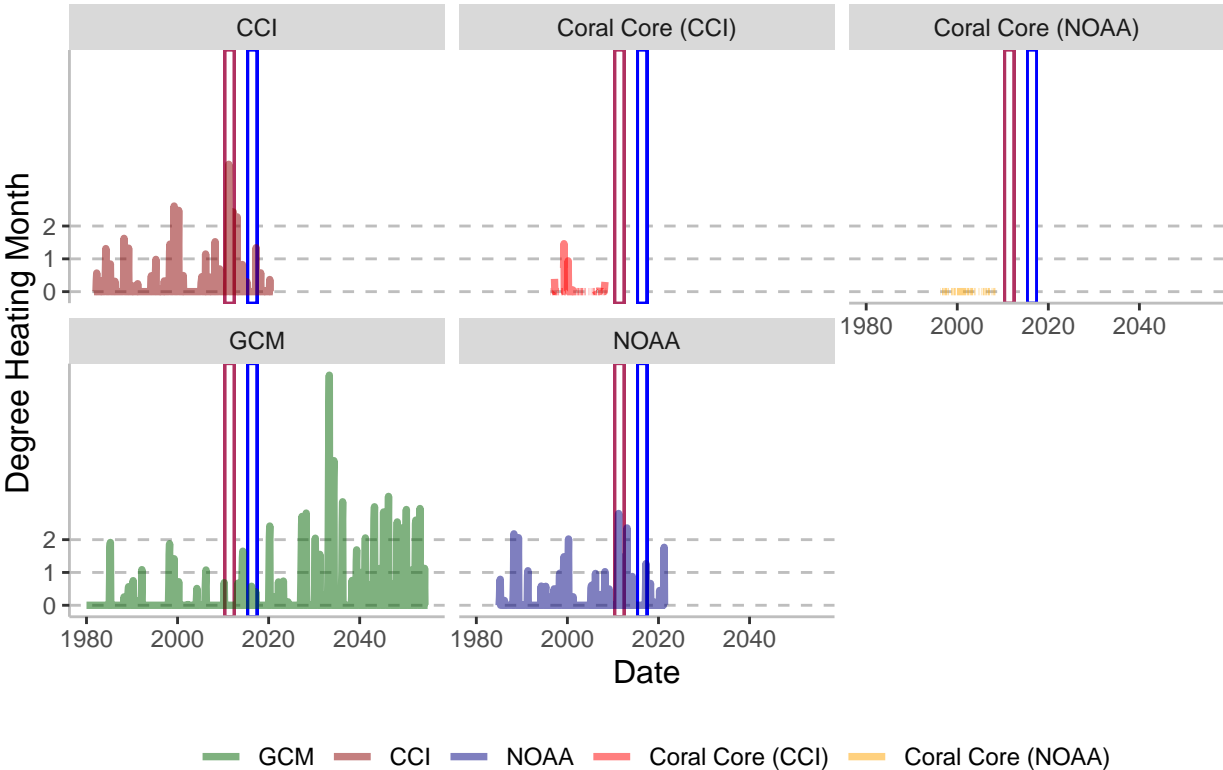 CCI
Coral Core (CCI)
Coral Core (NOAA)
2
1
0
1980 2000 2020 2040
Degree Heating Month
GCM
NOAA
2
1
0
1980 2000 2020 2040
1980 2000 2020 2040
Date
GCM CCI NOAA Coral Core (CCI) Coral Core (NOAA)